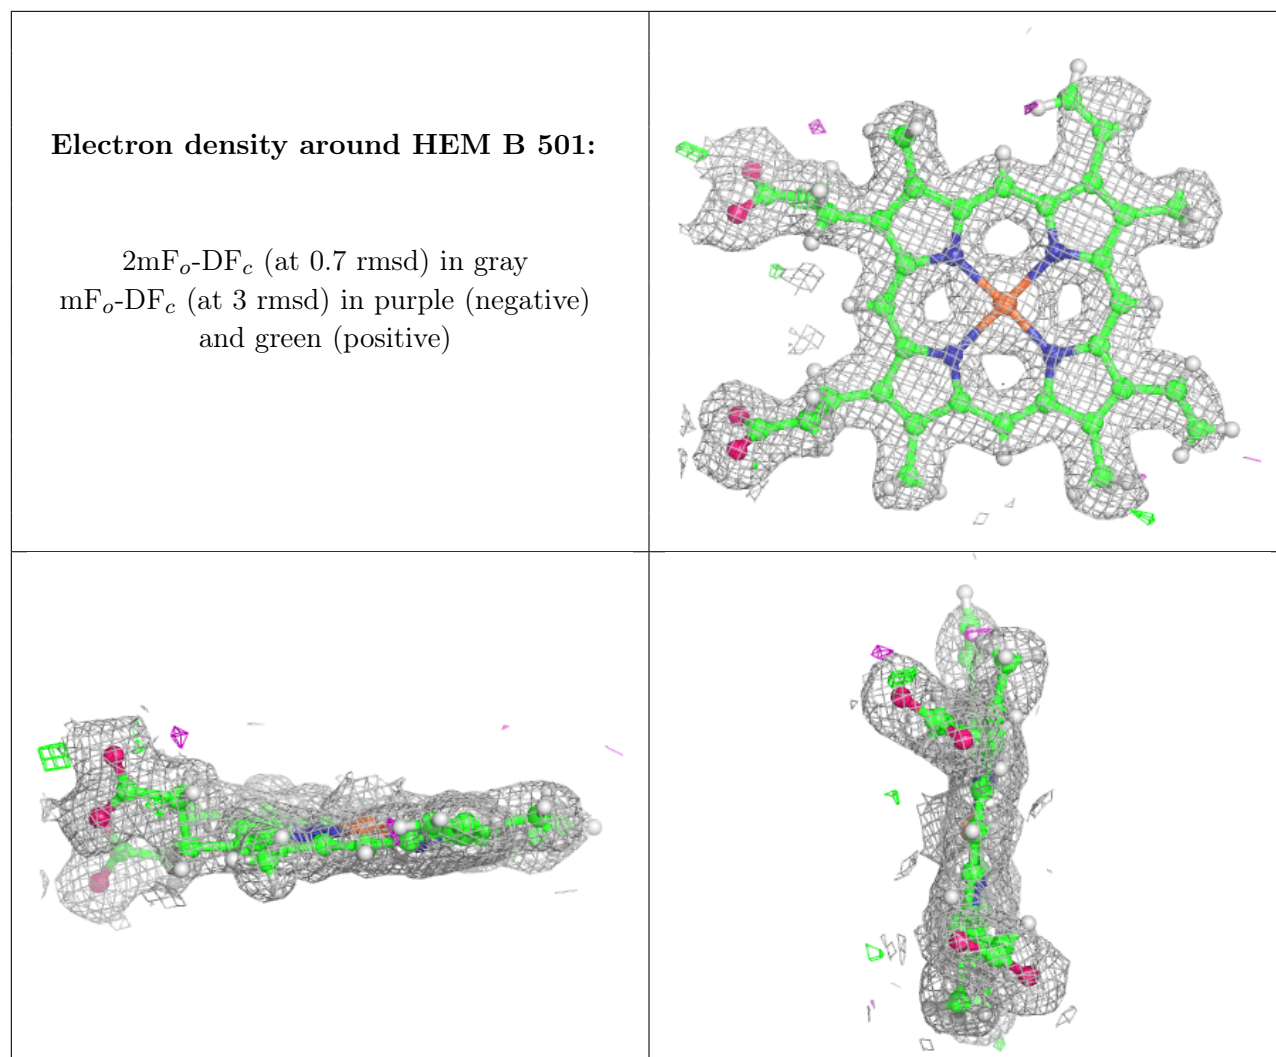 Electron density around HEM B 501:
2mFo-DFc (at 0.7 rmsd) in gray
mFo-DFc (at 3 rmsd) in purple (negative)
and green (positive)